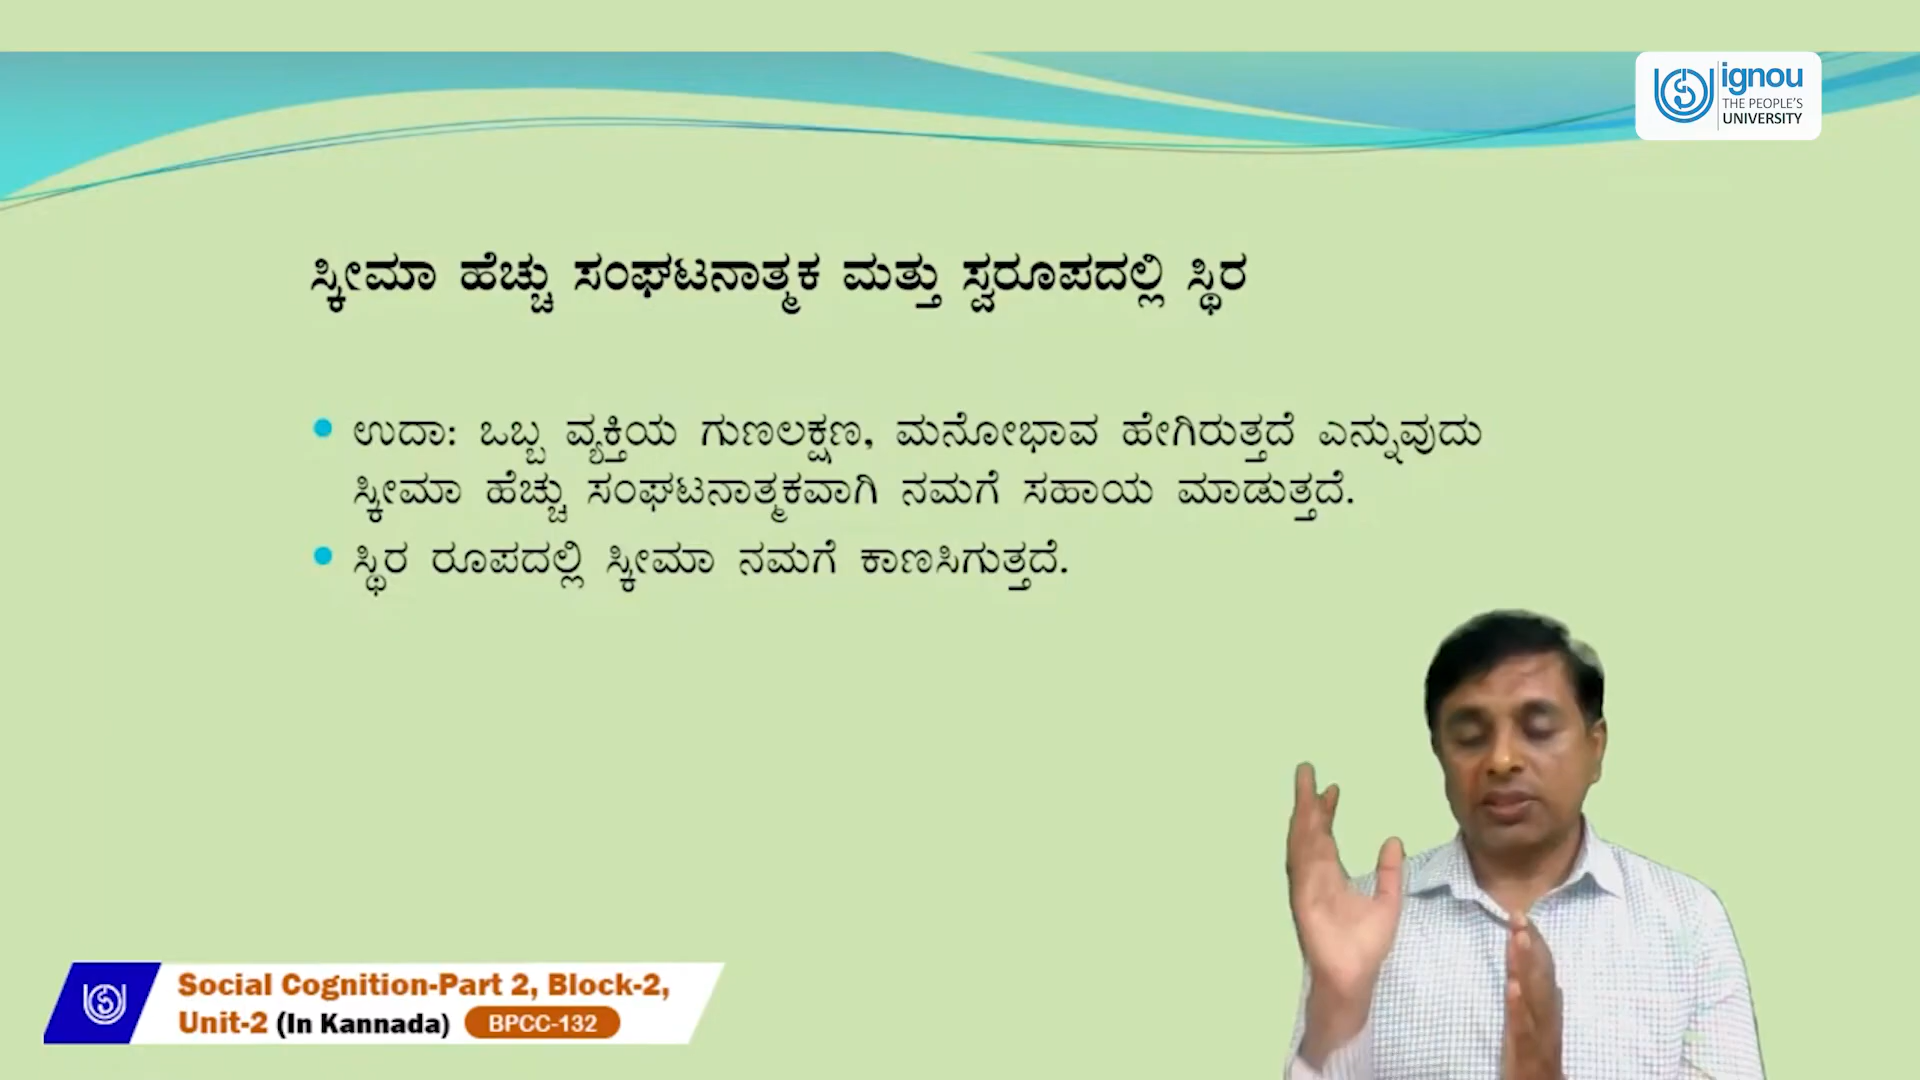 ignou
THE PEOPLE'S
UNIVERSITY
ಸ್ಕೀಮಾ ಹೆಚ್ಚು ಸಂಘಟನಾತ್ಮಕ ಮತ್ತು ಸ್ವರೂಪದಲ್ಲಿ ಸ್ಥಿರ
• ಉದಾ: ಒಬ್ಬ ವ್ಯಕ್ತಿಯ ಗುಣಲಕ್ಷಣ, ಮನೋಭಾವ ಹೇಗಿರುತ್ತದೆ ಎನ್ನುವುದು
ಸ್ಕೀಮಾ ಹೆಚ್ಚು ಸಂಘಟನಾತ್ಮಕವಾಗಿ ನಮಗೆ ಸಹಾಯ ಮಾಡುತ್ತದೆ.
• ಸ್ಥಿರ ರೂಪದಲ್ಲಿ ಸ್ಕೀಮಾ ನಮಗೆ ಕಾಣಸಿಗುತ್ತದೆ.
Social Cognition-Part 2, Block-2,
Unit-2 (In Kannada) BPCC-132